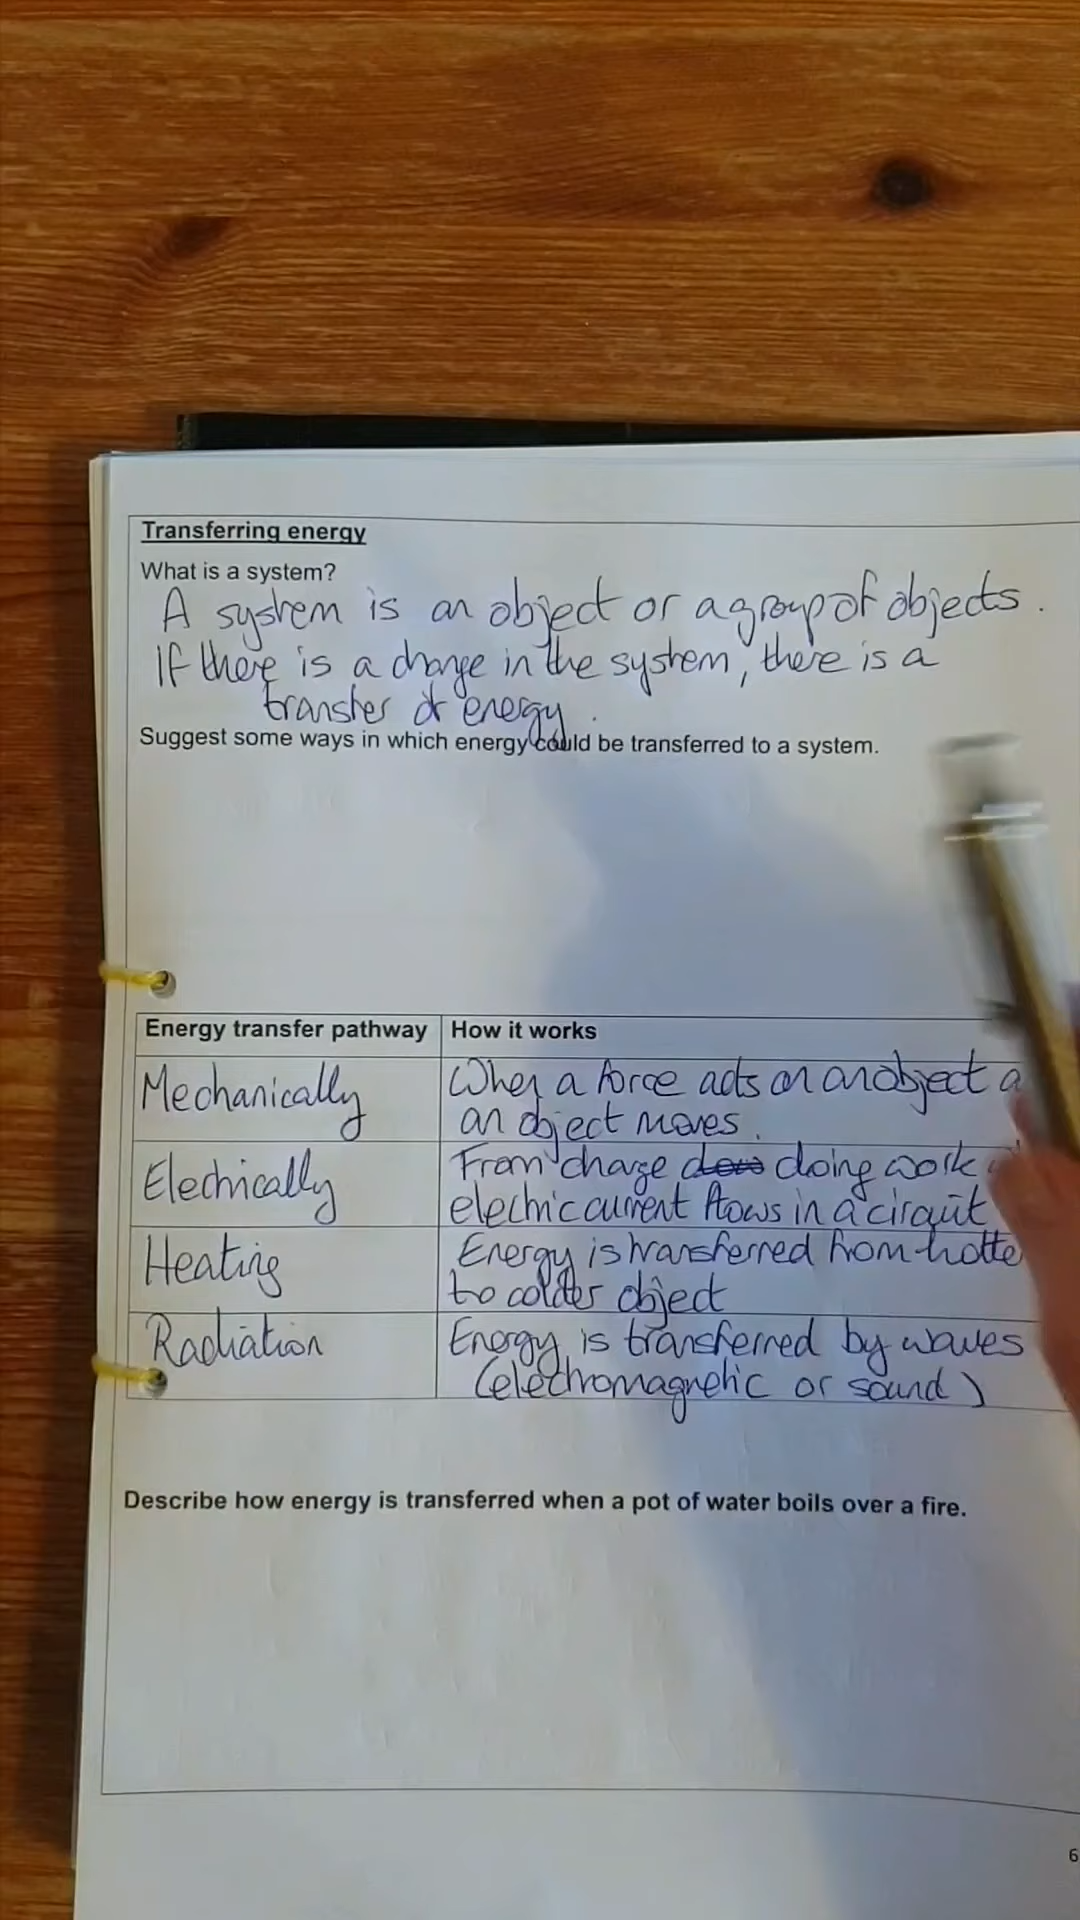 Transferring energy
What is a system?
A system is an object or a group of objects.
If there is a change in the system, there is a
transfer of energy.
Suggest some ways in which energy could be transferred to a system.
Energy transfer pathway How it works
Mechanically When a force acts on an object
an object moves.
Electrically From charge doing work
electric current flows in a circuit
Heating Energy is transferred from hotte
to colder object
Radiation Energy is transferred by waves
(electromagnetic or sound)
Describe how energy is transferred when a pot of water boils over a fire.
6